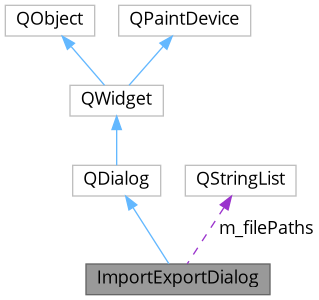 QObject
QPaintDevice
QWidget
QDialog
QStringList
m_filePaths
ImportExportDialog